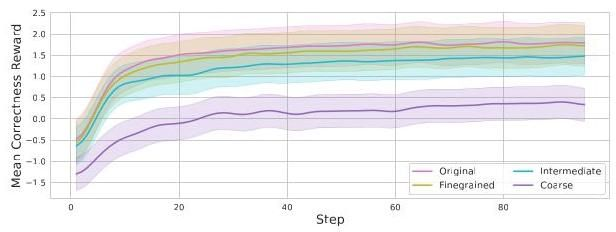 2.5
2.0
1.5
1.0
0.5
0.0
−0.5
−1.0
−1.5
Mean Correctness Reward
0 20 40 60 80
Step
Original Intermediate
Finegrained Coarse